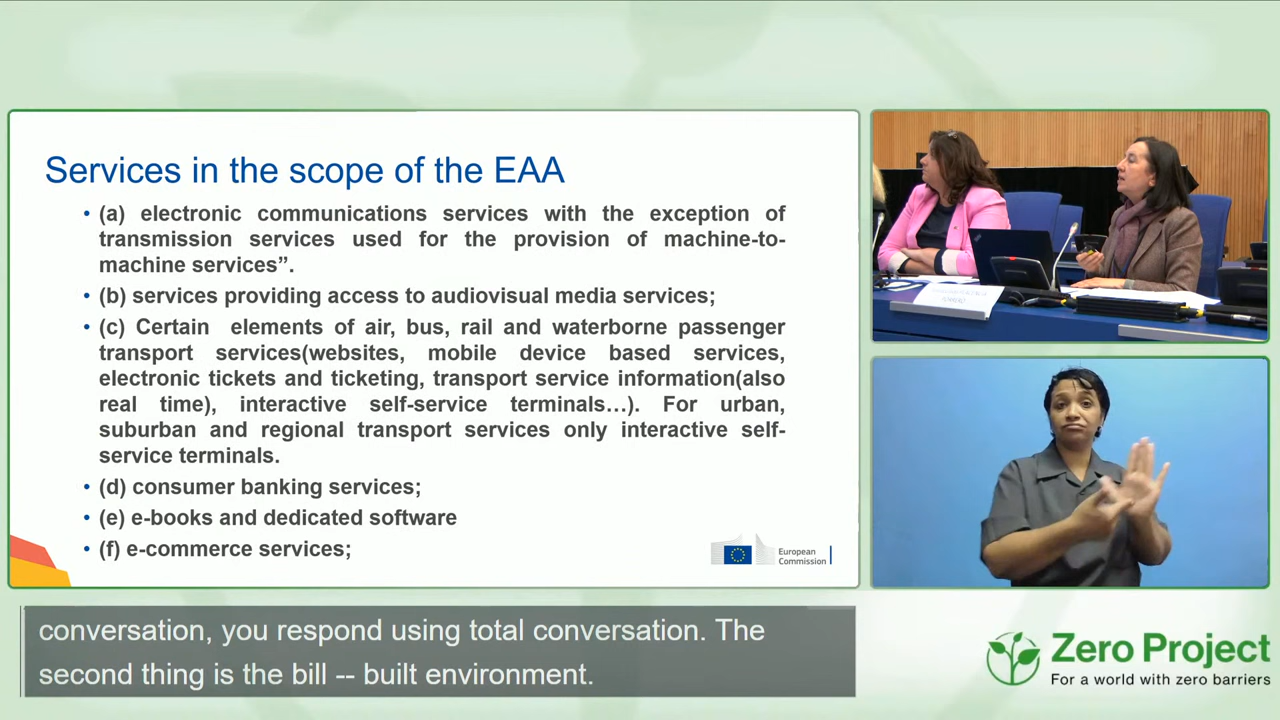 Services in the scope of the EAA
• (a) electronic communications services with the exception of
transmission services used for the provision of machine-to-
machine services”.
• (b) services providing access to audiovisual media services;
• (c) Certain elements of air, bus, rail and waterborne passenger
transport services(websites, mobile device based services,
electronic tickets and ticketing, transport service information(also
real time), interactive self-service terminals…). For urban,
suburban and regional transport services only interactive self-
service terminals.
• (d) consumer banking services;
• (e) e-books and dedicated software
• (f) e-commerce services;
European
Commission
conversation, you respond using total conversation. The
second thing is the bill -- built environment.
Zero Project
For a world with zero barriers